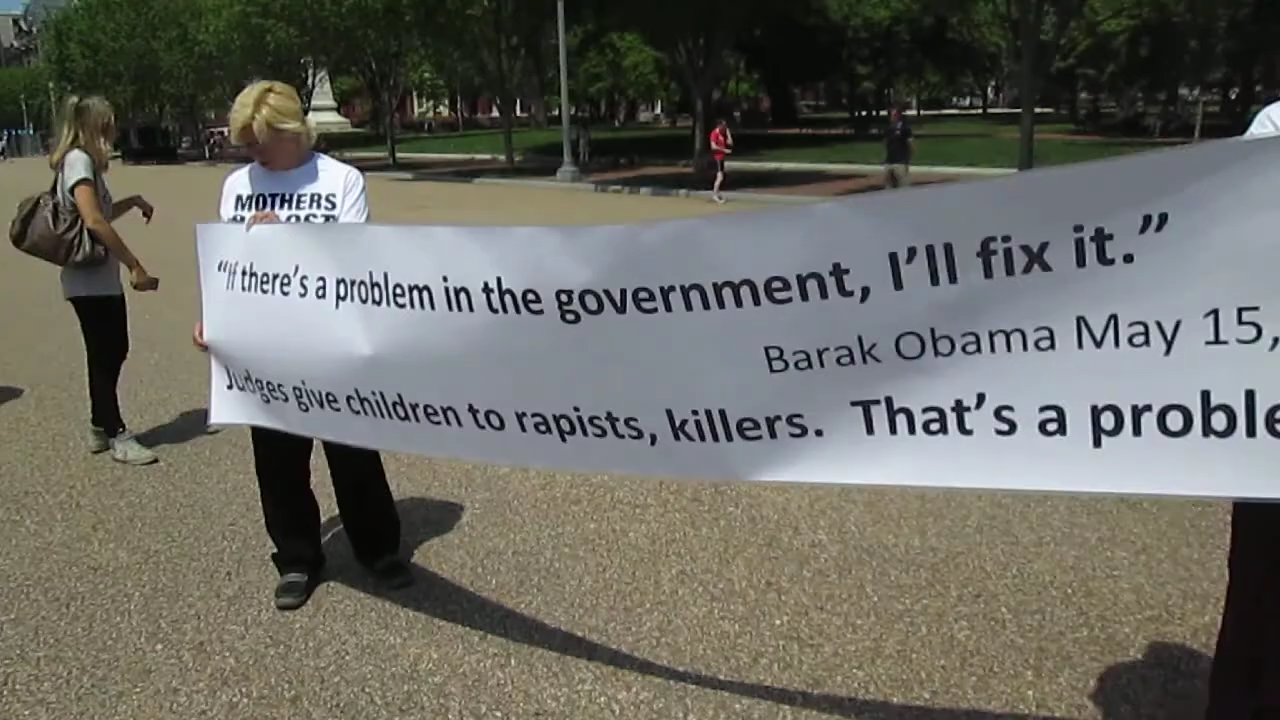 MOTHERS
“If there’s a problem in the government, I’ll fix it.”
Barak Obama May 15,
Judges give children to rapists, killers. That’s a proble